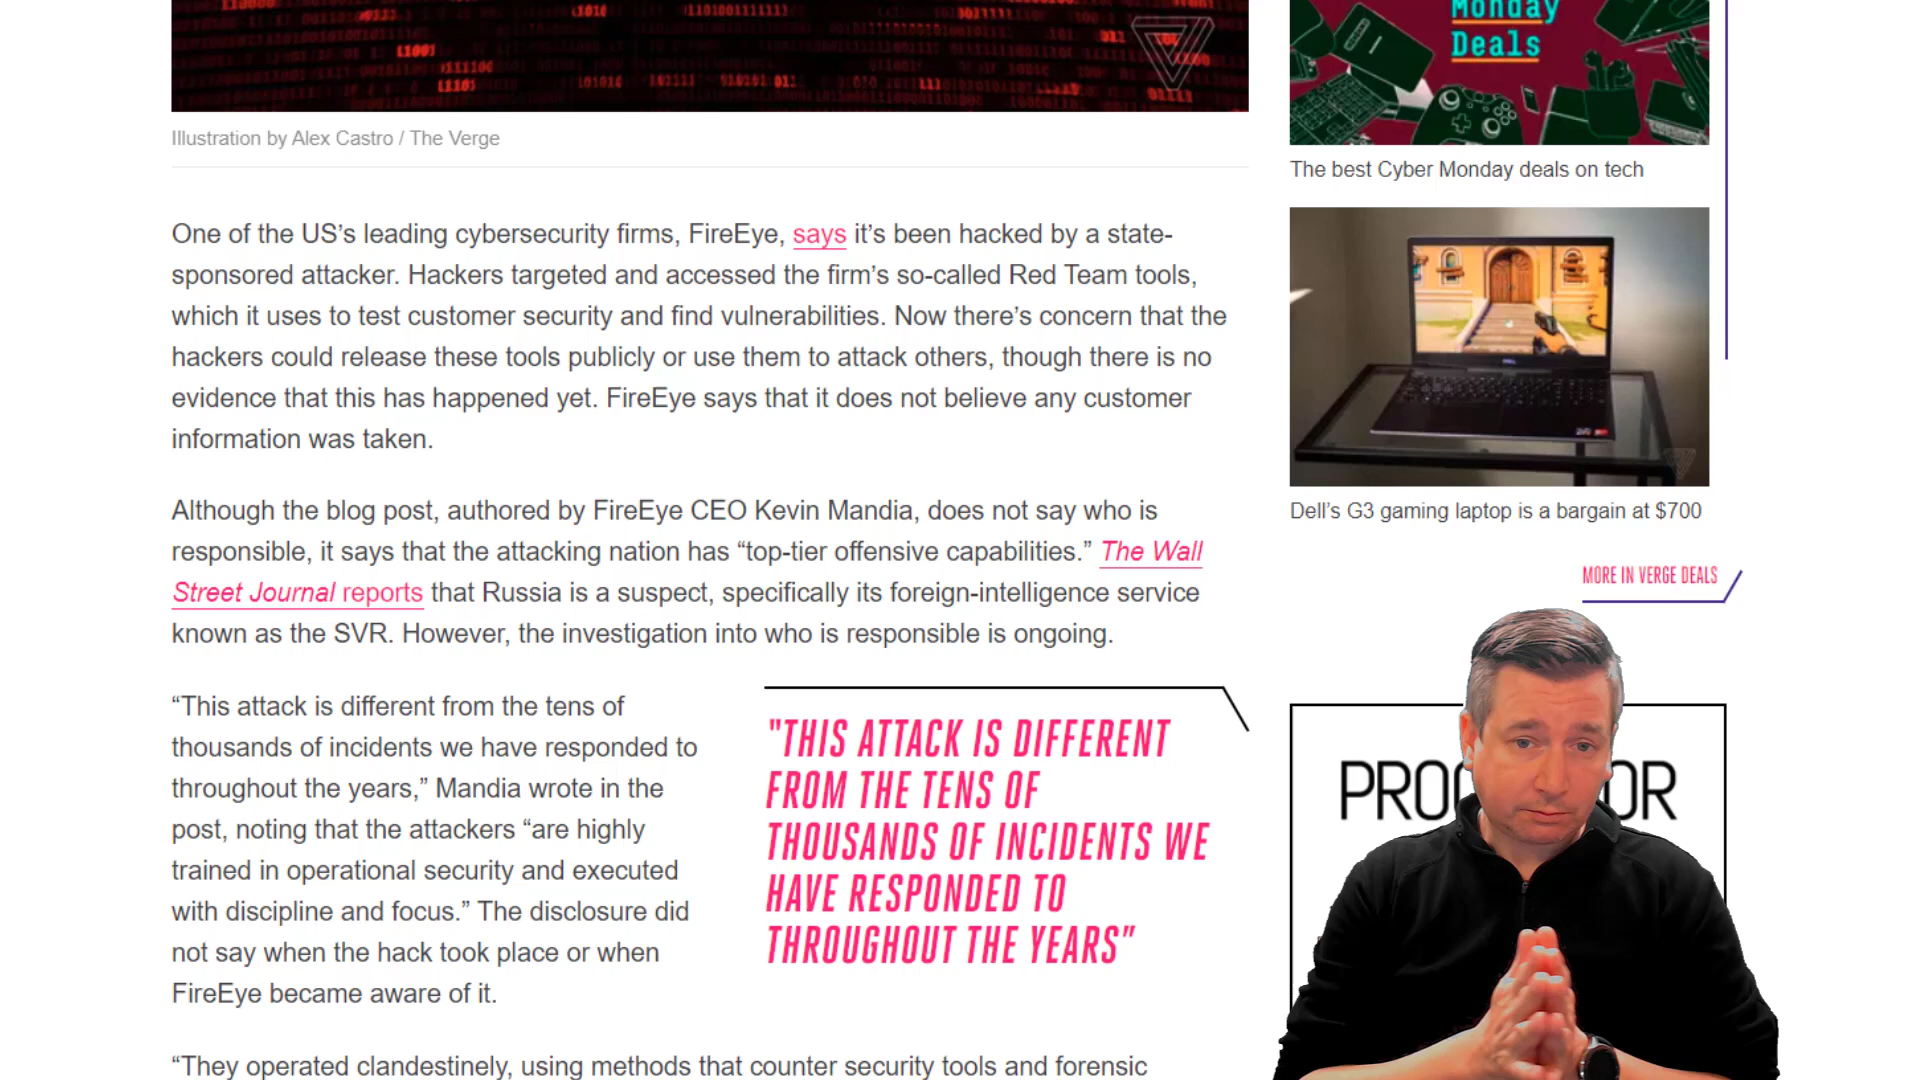 Monday
Deals
Illustration by Alex Castro / The Verge
The best Cyber Monday deals on tech
One of the US’s leading cybersecurity firms, FireEye, says it’s been hacked by a state-
sponsored attacker. Hackers targeted and accessed the firm’s so-called Red Team tools,
which it uses to test customer security and find vulnerabilities. Now there’s concern that the
hackers could release these tools publicly or use them to attack others, though there is no
evidence that this has happened yet. FireEye says that it does not believe any customer
information was taken.
Although the blog post, authored by FireEye CEO Kevin Mandia, does not say who is
responsible, it says that the attacking nation has “top-tier offensive capabilities.” The Wall
Street Journal reports that Russia is a suspect, specifically its foreign-intelligence service
known as the SVR. However, the investigation into who is responsible is ongoing.
Dell’s G3 gaming laptop is a bargain at $700
MORE IN VERGE DEALS
“This attack is different from the tens of
thousands of incidents we have responded to
throughout the years,” Mandia wrote in the
post, noting that the attackers “are highly
trained in operational security and executed
with discipline and focus.” The disclosure did
not say when the hack took place or when
FireEye became aware of it.
"THIS ATTACK IS DIFFERENT
FROM THE TENS OF
THOUSANDS OF INCIDENTS WE
HAVE RESPONDED TO
THROUGHOUT THE YEARS”
“They operated clandestinely, using methods that counter security tools and forensic